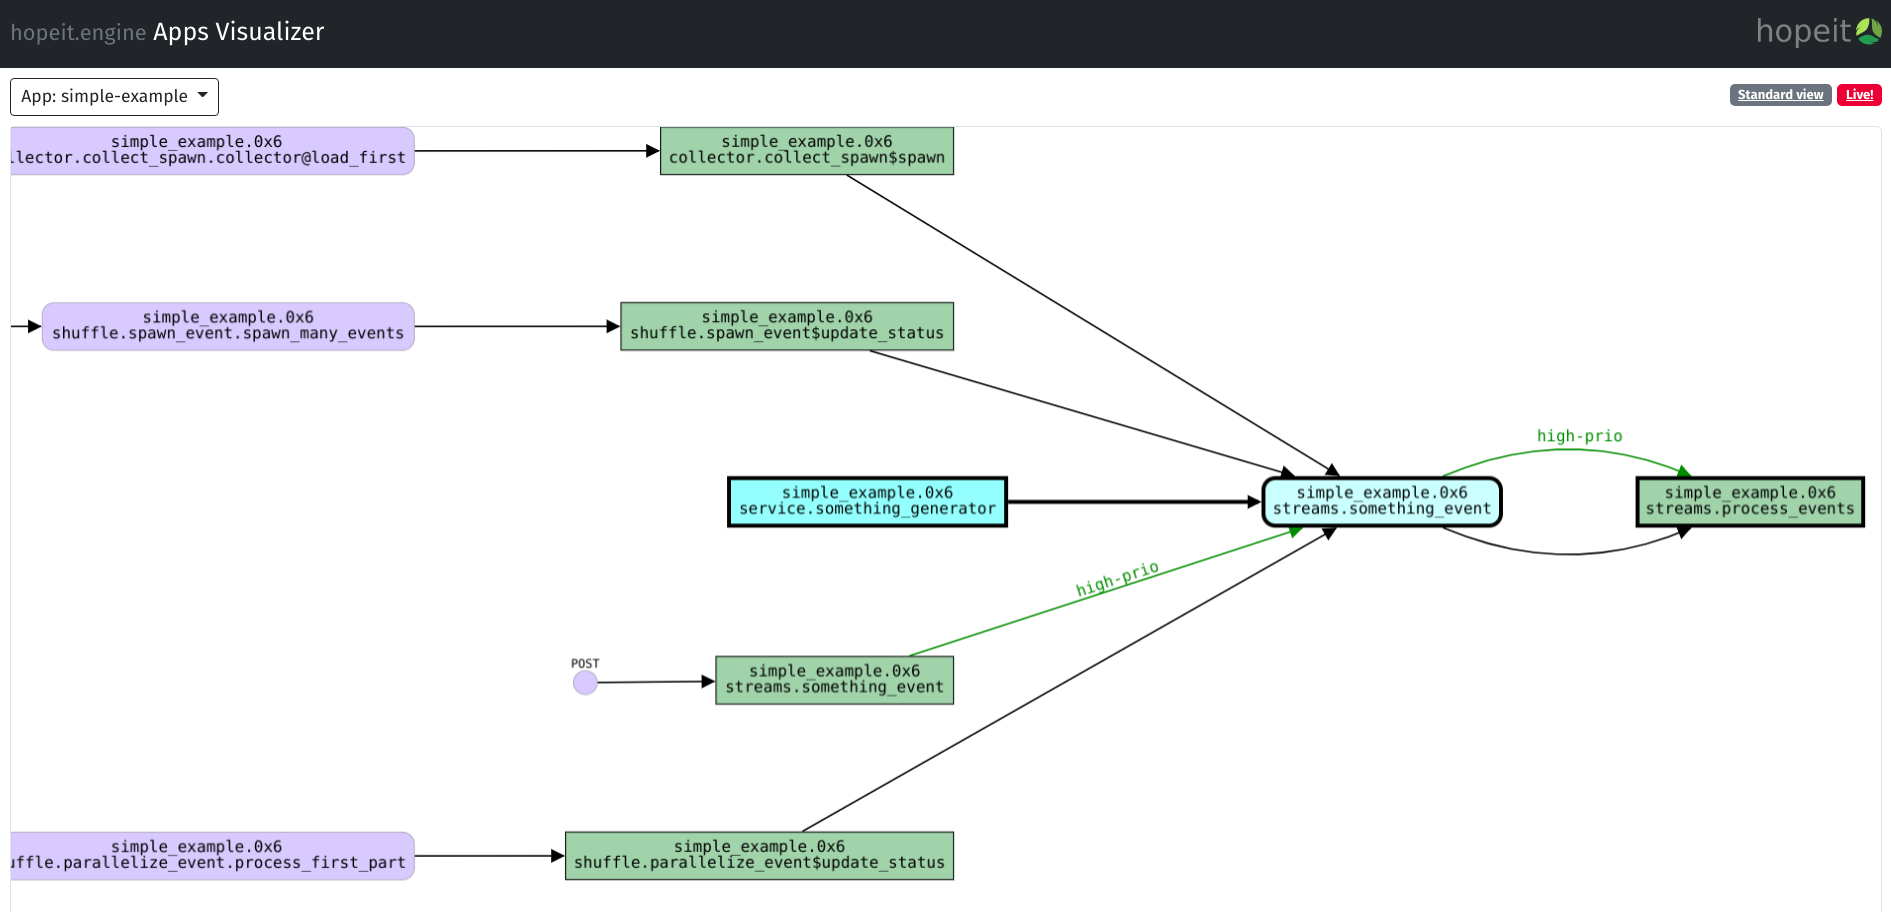 hopeit.engine Apps Visualizer
hopeit
App: simple-example
Standard view
Live!
simple_example.0x6
llector.collect_spawn.collector@load_first
simple_example.0x6
collector.collect_spawn$spawn
simple_example.0x6
shuffle.spawn_event.spawn_many_events
simple_example.0x6
shuffle.spawn_event$update_status
high-prio
simple_example.0x6
service.something_generator
simple_example.0x6
streams.something_event
simple_example.0x6
streams.process_events
high-prio
POST
simple_example.0x6
streams.something_event
simple_example.0x6
uffle.parallelize_event.process_first_part
simple_example.0x6
shuffle.parallelize_event$update_status